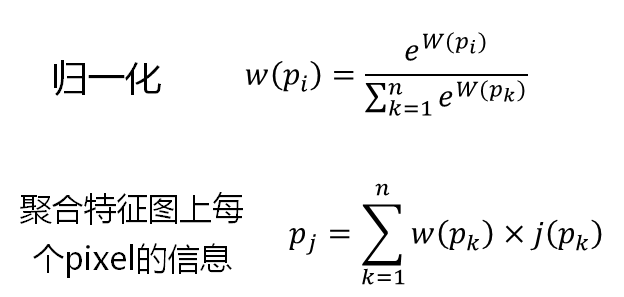 归一化 w(p_i) = e^{W(p_i)} / ∑_{k=1}^{n} e^{W(p_k)}
聚合特征图上每
个pixel的信息 p_j = ∑_{k=1}^{n} w(p_k) × j(p_k)